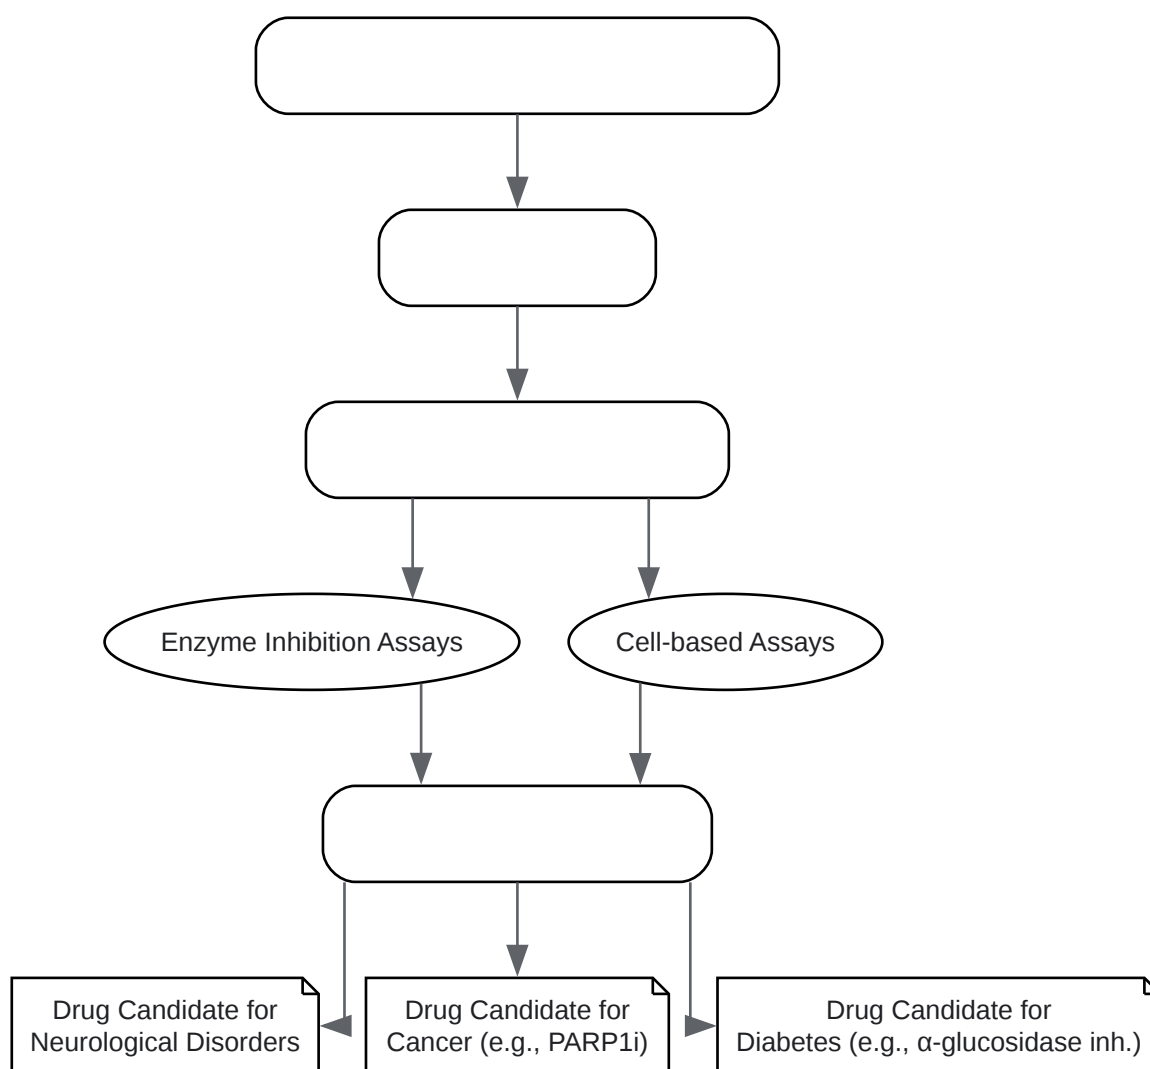 Enzyme Inhibition Assays
Cell-based Assays
Drug Candidate for
Neurological Disorders
Drug Candidate for
Cancer (e.g., PARP1i)
Drug Candidate for
Diabetes (e.g., α-glucosidase inh.)